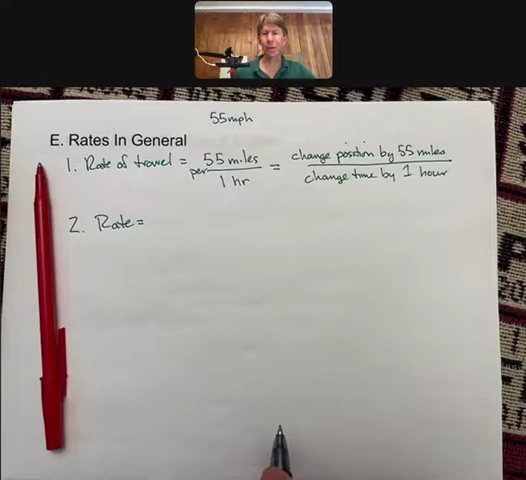 55mph
E. Rates In General
1. Rate of travel = 55 miles / per 1 hr = change position by 55 miles / change time by 1 hour
2. Rate =